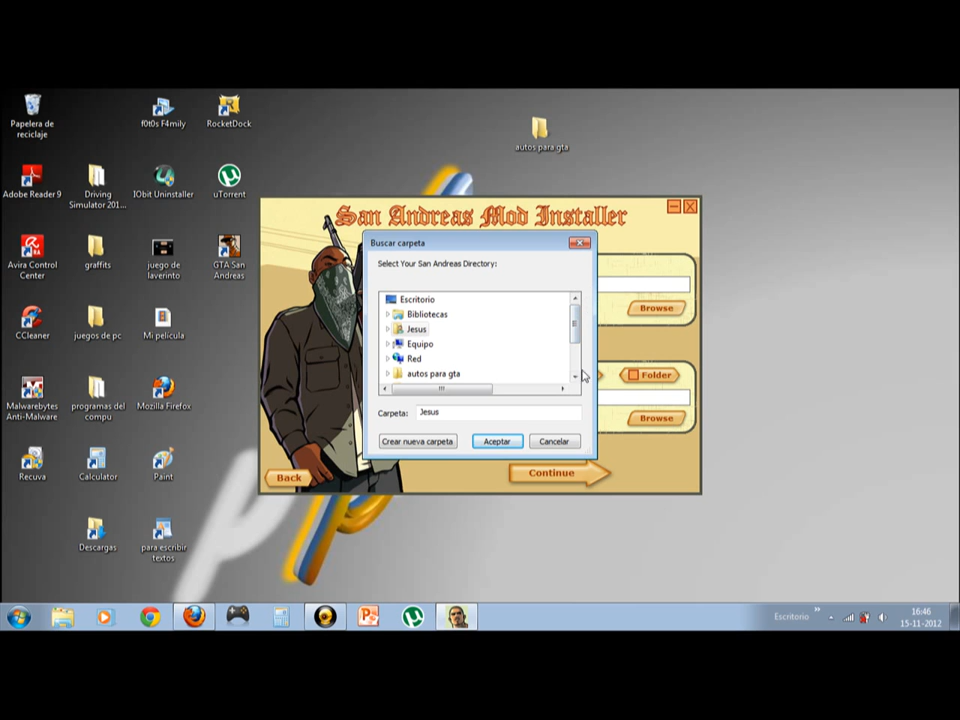 Papelera de
reciclaje
f0t0s F4mily
RocketDock
autos para gta
Adobe Reader 9
Driving
Simulator 201...
IObit Uninstaller
uTorrent
Avira Control
Center
graffits
juego de
laverinto
GTA San
Andreas
CCleaner
juegos de pc
Mi pelicula
Malwarebytes
Anti-Malware
programas del
compu
Mozilla Firefox
Recuva
Calculator
Paint
Descargas
para escribir
textos
San Andreas Mod Installer
Buscar carpeta
Select Your San Andreas Directory:
Escritorio
Bibliotecas
Jesus
Equipo
Red
autos para gta
Carpeta: Jesus
Crear nueva carpeta
Aceptar
Cancelar
Browse
Folder
Browse
Back
Continue
Escritorio
16:46
15-11-2012